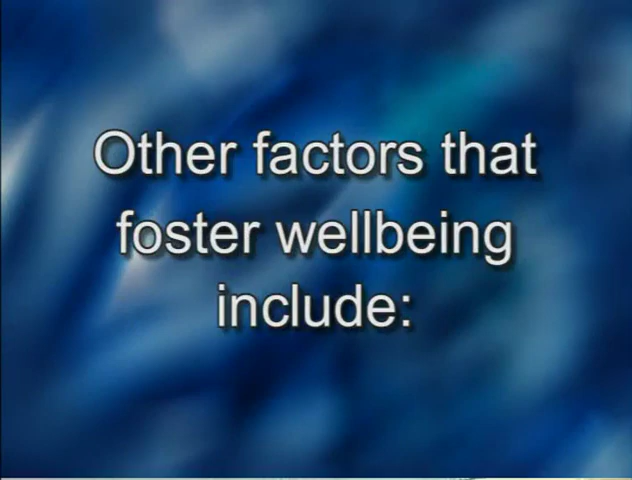 Other factors that
foster wellbeing
include: